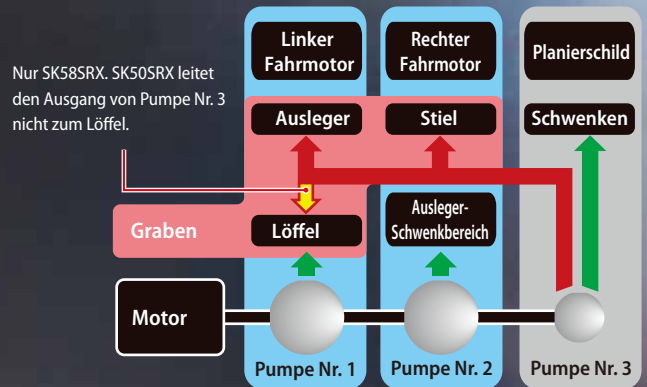 Linker
Fahrmotor
Rechter
Fahrmotor
Planierschild
Nur SK58SRX. SK50SRX leitet
den Ausgang von Pumpe Nr. 3
nicht zum Löffel.
Ausleger
Stiel
Schwenken
Graben
Löffel
Ausleger-
Schwenkbereich
Motor
Pumpe Nr. 1
Pumpe Nr. 2
Pumpe Nr. 3